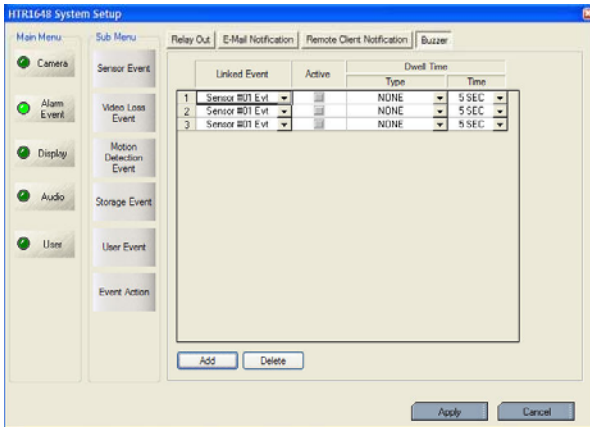 HTR1648 System Setup
Main Menu
Sub Menu
Relay Out E-Mail Notification Remote Client Notification Buzzer
Camera
Alarm Event
Display
Audio
User
Sensor Event
Video Loss Event
Motion Detection Event
Storage Event
User Event
Event Action
Linked Event Active Dwell Time
Type Time
1 Sensor #01 Evt NONE 5 SEC
2 Sensor #01 Evt NONE 5 SEC
3 Sensor #01 Evt NONE 5 SEC
Add Delete
Apply Cancel